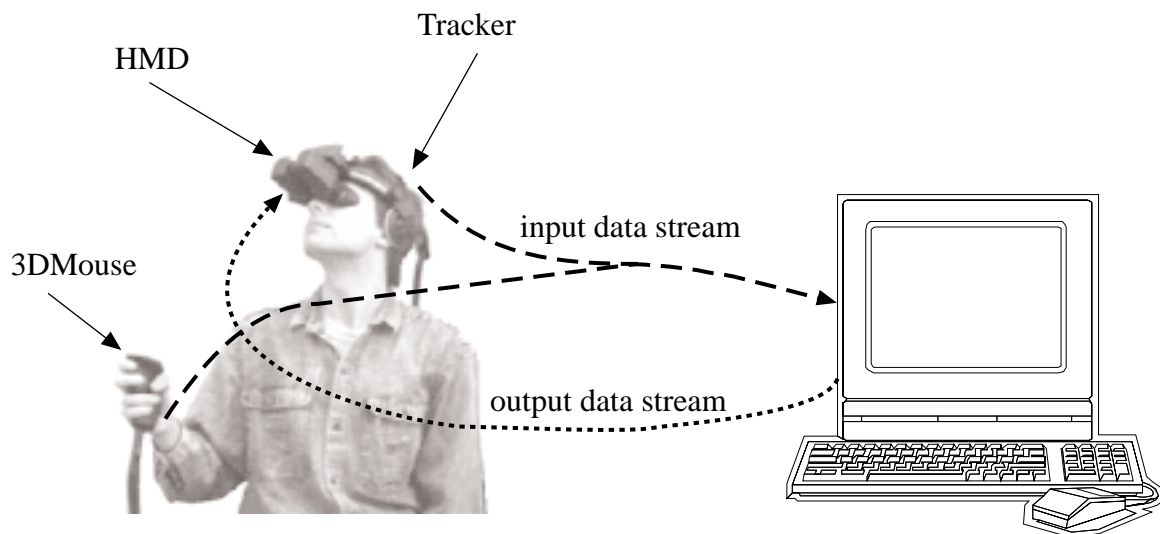 Tracker
HMD
input data stream
3DMouse
output data stream